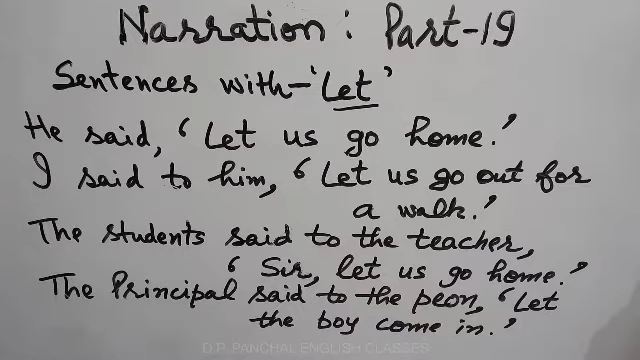 Narration : Part-19
Sentences with-'Let'
He said, 'Let us go home.'
I said to him, 'Let us go out for
a walk.'
The students said to the teacher,
'Sir, let us go home.'
The Principal said to the peon, 'Let
the boy come in.'
D.P. PANCHAL ENGLISH CLASSES